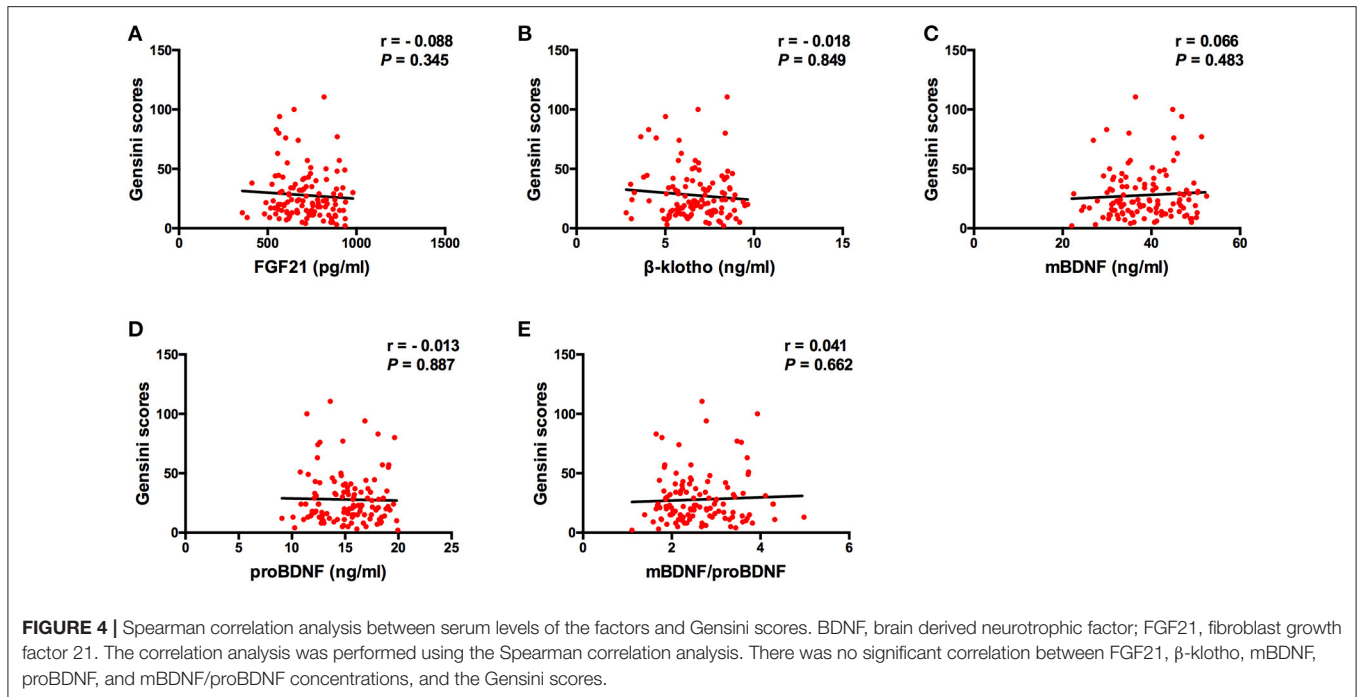 A
r = - 0.088
P = 0.345
150
100
50
0
Gensini scores
0
500
1000
1500
FGF21 (pg/ml)
B
r = -0.018
P = 0.849
150
100
50
0
Gensini scores
0
5
10
15
β-klotho (ng/ml)
C
r = 0.066
P = 0.483
150
100
50
0
Gensini scores
0
20
40
60
mBDNF (ng/ml)
D
r = - 0.013
P = 0.887
150
100
50
0
Gensini scores
0
5
10
15
20
25
proBDNF (ng/ml)
E
r = 0.041
P = 0.662
150
100
50
0
Gensini scores
0
2
4
6
mBDNF/proBDNF
FIGURE 4 | Spearman correlation analysis between serum levels of the factors and Gensini scores. BDNF, brain derived neurotrophic factor; FGF21, fibroblast growth
factor 21. The correlation analysis was performed using the Spearman correlation analysis. There was no significant correlation between FGF21, β-klotho, mBDNF,
proBDNF, and mBDNF/proBDNF concentrations, and the Gensini scores.